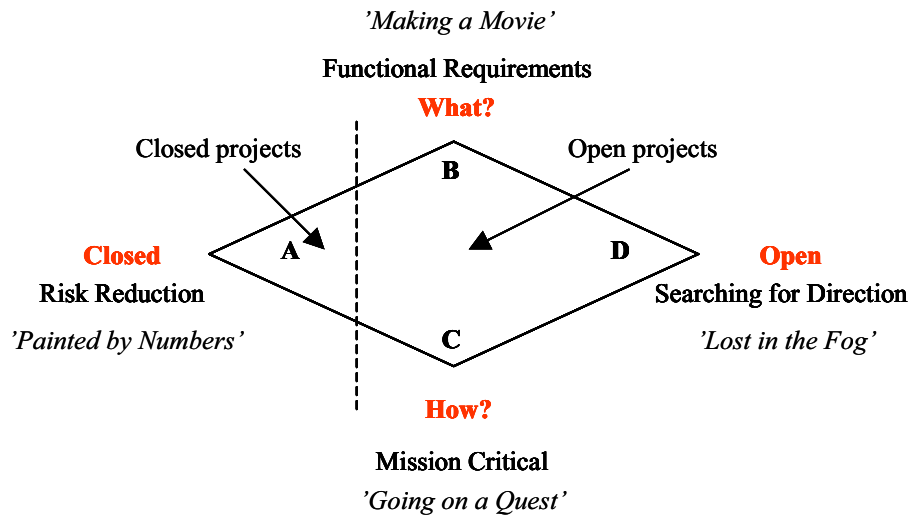 ’Making a Movie’
Functional Requirements
What?
Closed projects
Open projects
B
Closed
A
D
Open
Risk Reduction
Searching for Direction
’Painted by Numbers’
C
’Lost in the Fog’
How?
Mission Critical
’Going on a Quest’